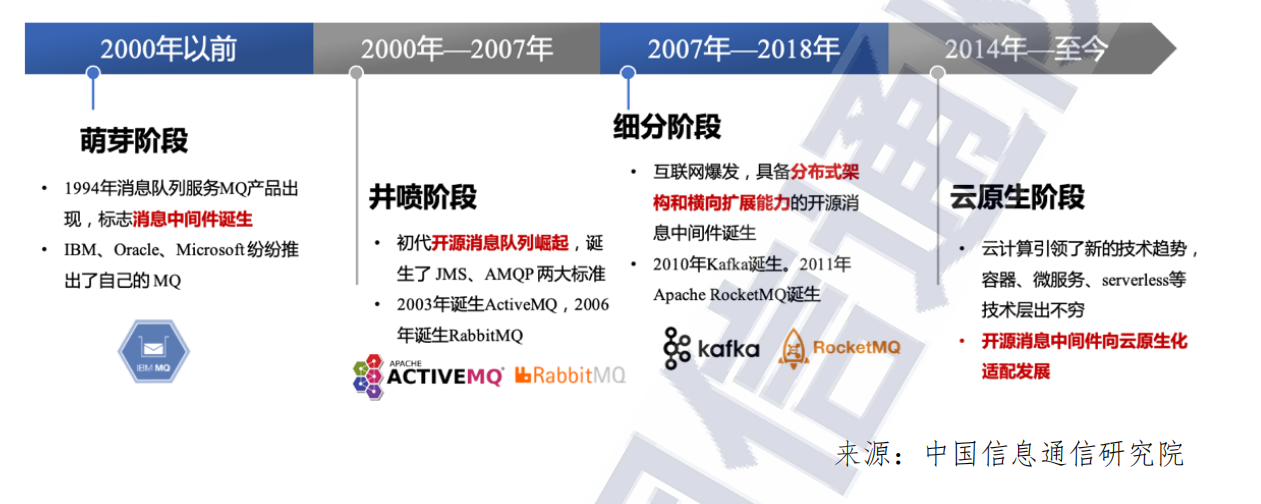 2000年以前
2000年—2007年
2007年—2018年
2014年—至今
萌芽阶段
• 1994年消息队列服务MQ产品出
现，标志消息中间件诞生
• IBM、Oracle、Microsoft 纷纷推
出了自己的 MQ
IBM MQ
井喷阶段
• 初代开源消息队列崛起，诞
生了 JMS、AMQP 两大标准
• 2003年诞生ActiveMQ，2006
年诞生RabbitMQ
APACHE
ACTIVEMQ
RabbitMQ
细分阶段
• 互联网爆发，具备分布式架
构和横向扩展能力的开源消
息中间件诞生
• 2010年Kafka诞生。2011年
Apache RocketMQ诞生
kafka
RocketMQ
云原生阶段
• 云计算引领了新的技术趋势，
容器、微服务、serverless等
技术层出不穷
• 开源消息中间件向云原生化
适配发展
来源：中国信息通信研究院